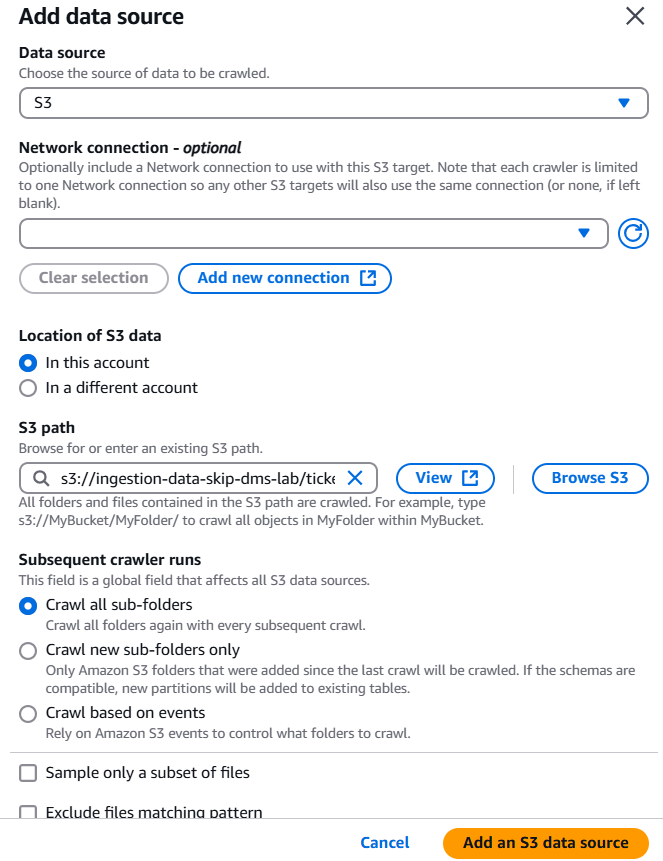 Add data source
Data source
Choose the source of data to be crawled.
S3
Network connection - optional
Optionally include a Network connection to use with this S3 target. Note that each crawler is limited
to one Network connection so any other S3 targets will also use the same connection (or none, if left
blank).
Clear selection
Add new connection
Location of S3 data
In this account
In a different account
S3 path
Browse for or enter an existing S3 path.
s3://ingestion-data-skip-dms-lab/ticke
View
Browse S3
All folders and files contained in the S3 path are crawled. For example, type
s3://MyBucket/MyFolder/ to crawl all objects in MyFolder within MyBucket.
Subsequent crawler runs
This field is a global field that affects all S3 data sources.
Crawl all sub-folders
Crawl all folders again with every subsequent crawl.
Crawl new sub-folders only
Only Amazon S3 folders that were added since the last crawl will be crawled. If the schemas are
compatible, new partitions will be added to existing tables.
Crawl based on events
Rely on Amazon S3 events to control what folders to crawl.
Sample only a subset of files
Exclude files matching pattern
Cancel
Add an S3 data source